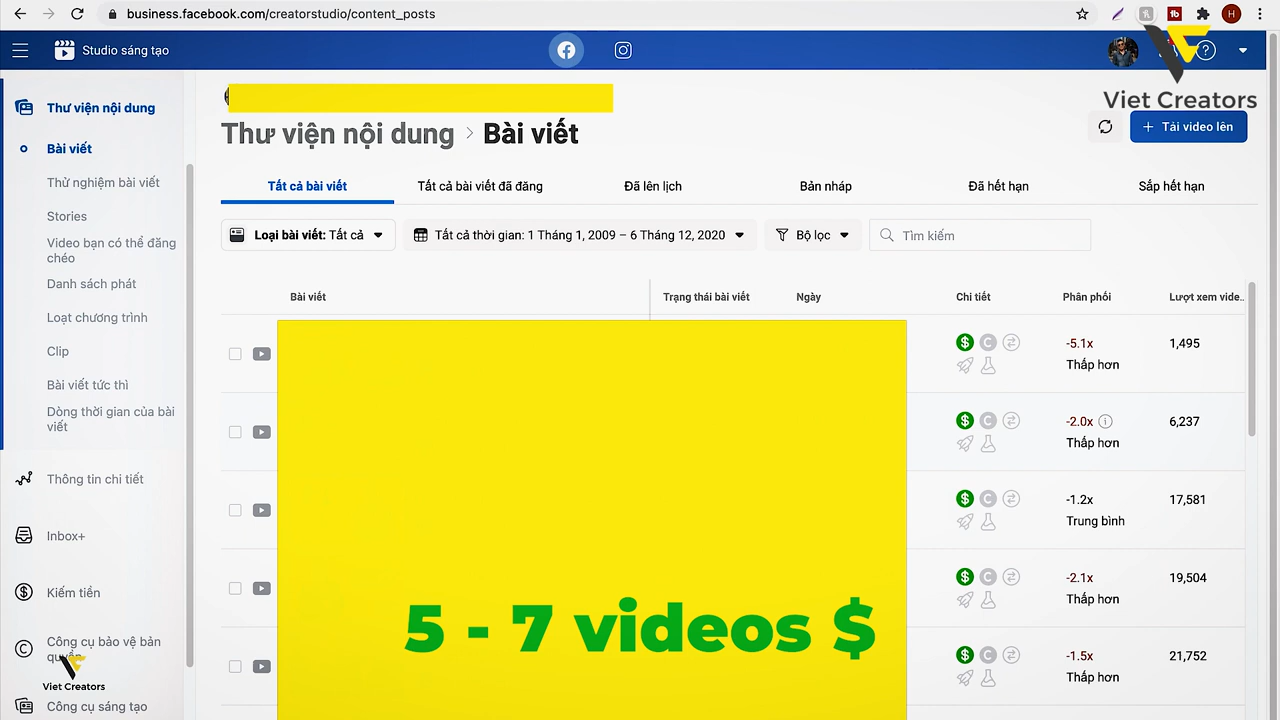 business.facebook.com/creatorstudio/content_posts
H
Studio sáng tạo
Viet Creators
Thư viện nội dung
Bài viết
Thử nghiệm bài viết
Stories
Video bạn có thể đăng
chéo
Danh sách phát
Loạt chương trình
Clip
Bài viết tức thì
Dòng thời gian của bài
viết
Thông tin chi tiết
Inbox+
Kiếm tiền
Công cụ bảo vệ bản
Viet Creators
Công cụ sáng tạo
Thư viện nội dung > Bài viết
+ Tải video lên
Tất cả bài viết Tất cả bài viết đã đăng Đã lên lịch Bản nháp Đã hết hạn Sắp hết hạn
Loại bài viết: Tất cả Tất cả thời gian: 1 Tháng 1, 2009 – 6 Tháng 12, 2020 Bộ lọc Tìm kiếm
Bài viết Trạng thái bài viết Ngày Chi tiết Phân phối Lượt xem vide..
-5.1x 1,495
Thấp hơn
-2.0x 6,237
Thấp hơn
-1.2x 17,581
Trung bình
-2.1x 19,504
Thấp hơn
-1.5x 21,752
Thấp hơn
5 - 7 videos $